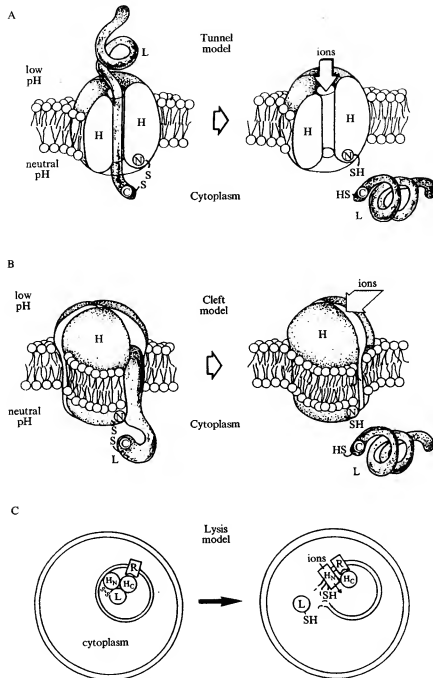 A
Tunnel
model
L
ions
low
pH
H
H
H
H
neutral
pH
N
N
S
S
SH
C
Cytoplasm
HS
C
L
B
Cleft
model
ions
low
pH
H
H
neutral
pH
N
N
S
SH
S
C
Cytoplasm
HS
C
L
L
C
Lysis
model
R
ions
R
HN
HC
HN
HC
S
S
SH
L
L
SH
cytoplasm